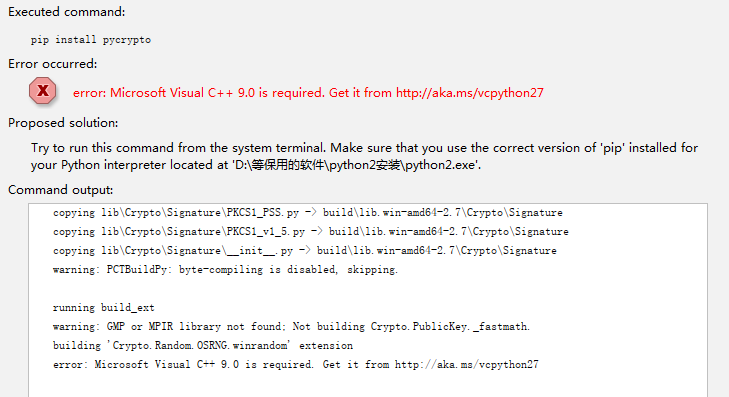 Executed command:
pip install pycrypto
Error occurred:
X
error: Microsoft Visual C++ 9.0 is required. Get it from http://aka.ms/vcpython27
Proposed solution:
Try to run this command from the system terminal. Make sure that you use the correct version of 'pip' installed for
your Python interpreter located at 'D:\等保用的软件\python2安装\python2.exe'.
Command output:
copying lib\Crypto\Signature\PKCS1_PSS.py -> build\lib.win-amd64-2.7\Crypto\Signature
copying lib\Crypto\Signature\PKCS1_v1_5.py -> build\lib.win-amd64-2.7\Crypto\Signature
copying lib\Crypto\Signature\__init__.py -> build\lib.win-amd64-2.7\Crypto\Signature
warning: PCTBuildPy: byte-compiling is disabled, skipping.
running build_ext
warning: GMP or MPIR library not found; Not building Crypto.PublicKey._fastmath.
building 'Crypto.Random.OSRNG.winrandom' extension
error: Microsoft Visual C++ 9.0 is required. Get it from http://aka.ms/vcpython27